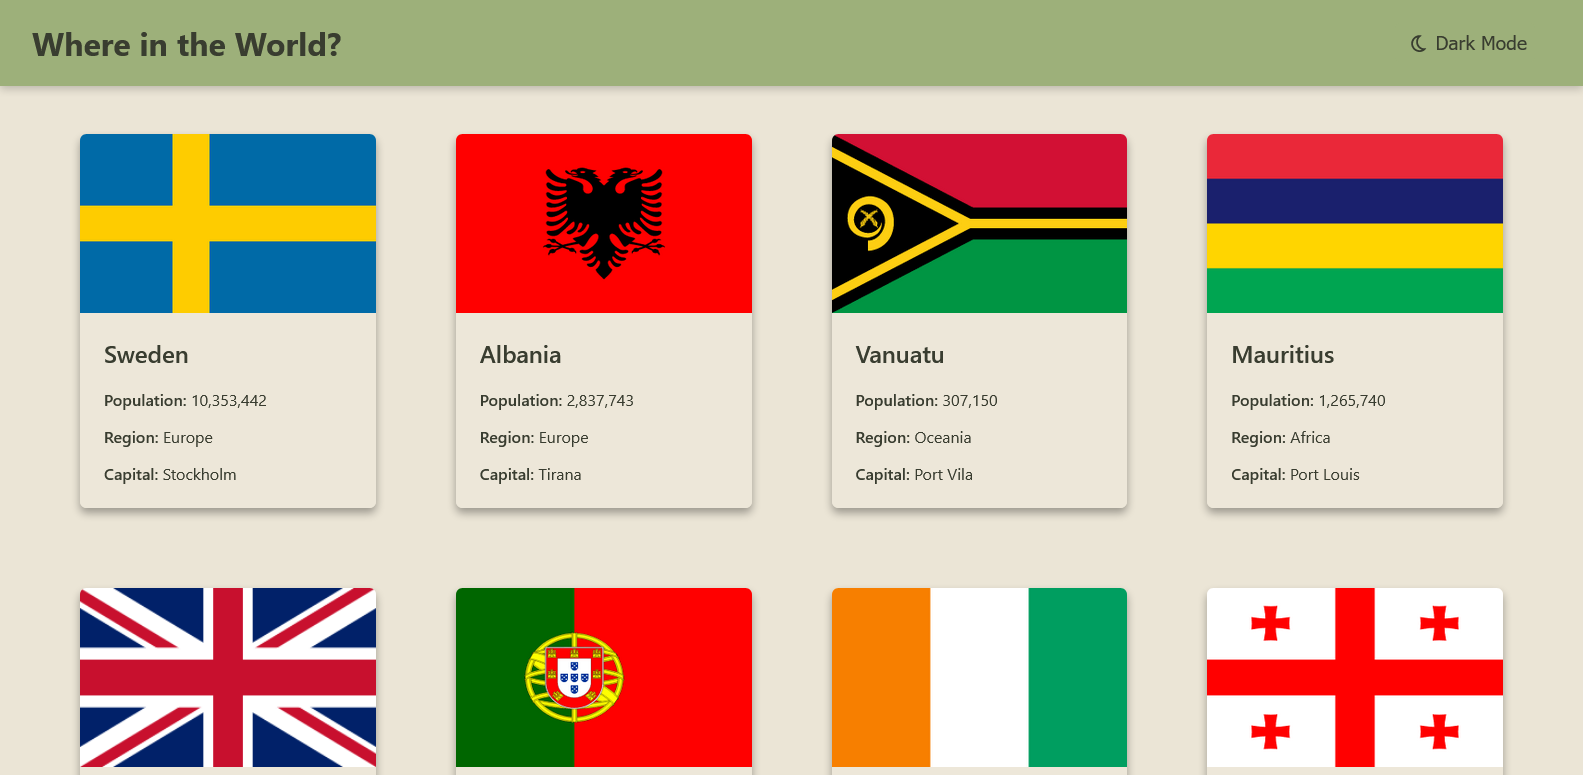 Where in the World?
Dark Mode
Sweden
Population: 10,353,442
Region: Europe
Capital: Stockholm
Albania
Population: 2,837,743
Region: Europe
Capital: Tirana
Vanuatu
Population: 307,150
Region: Oceania
Capital: Port Vila
Mauritius
Population: 1,265,740
Region: Africa
Capital: Port Louis